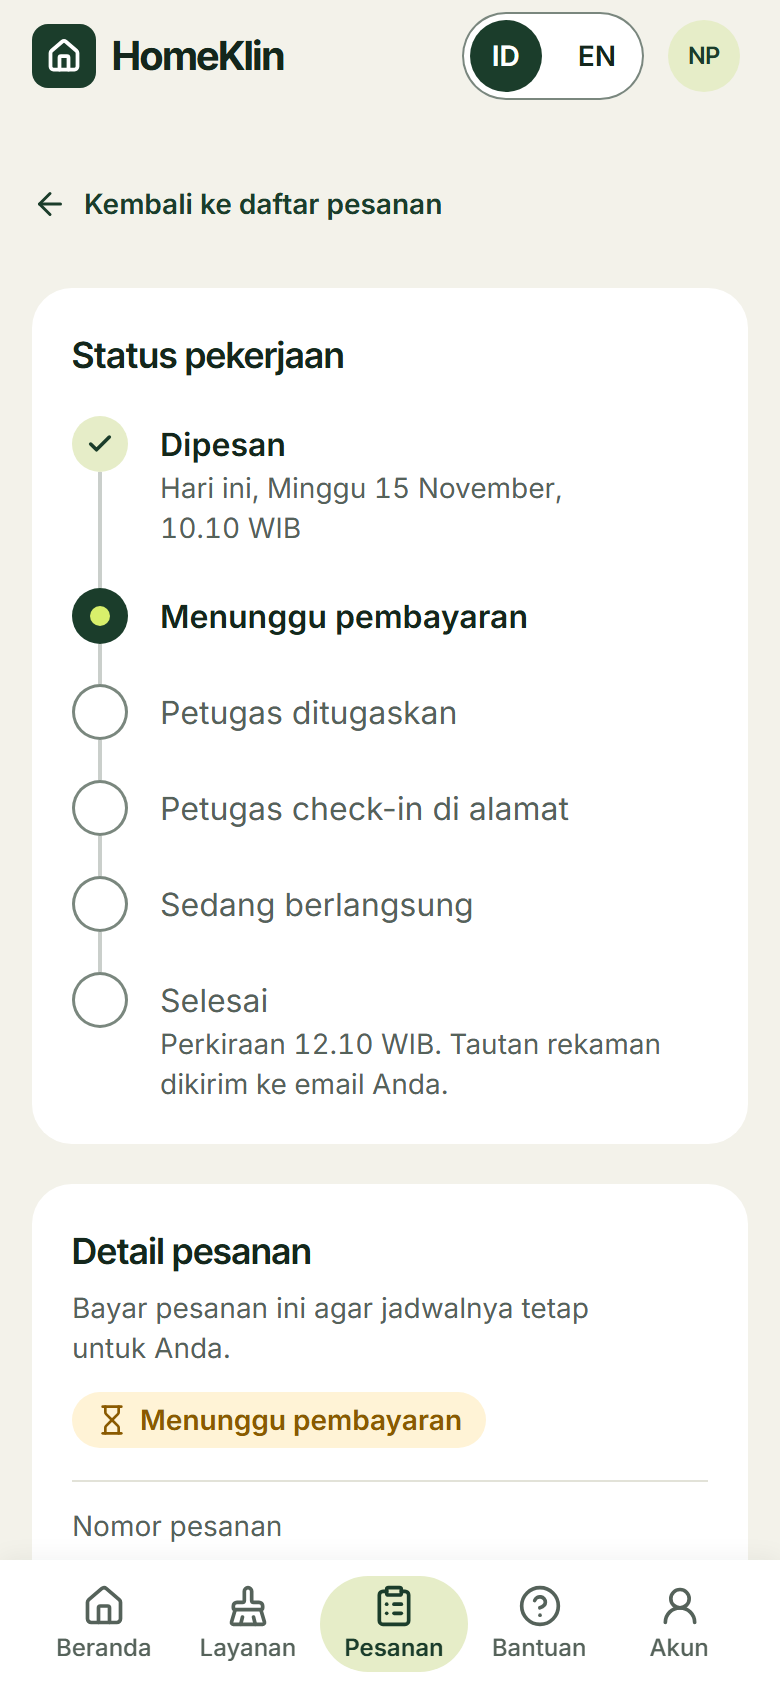 HomeKlin
ID
EN
NP
Kembali ke daftar pesanan
Status pekerjaan
Dipesan
Hari ini, Minggu 15 November,
10.10 WIB
Menunggu pembayaran
Petugas ditugaskan
Petugas check-in di alamat
Sedang berlangsung
Selesai
Perkiraan 12.10 WIB. Tautan rekaman
dikirim ke email Anda.
Detail pesanan
Bayar pesanan ini agar jadwalnya tetap
untuk Anda.
Menunggu pembayaran
Nomor pesanan
Beranda
Layanan
Pesanan
Bantuan
Akun